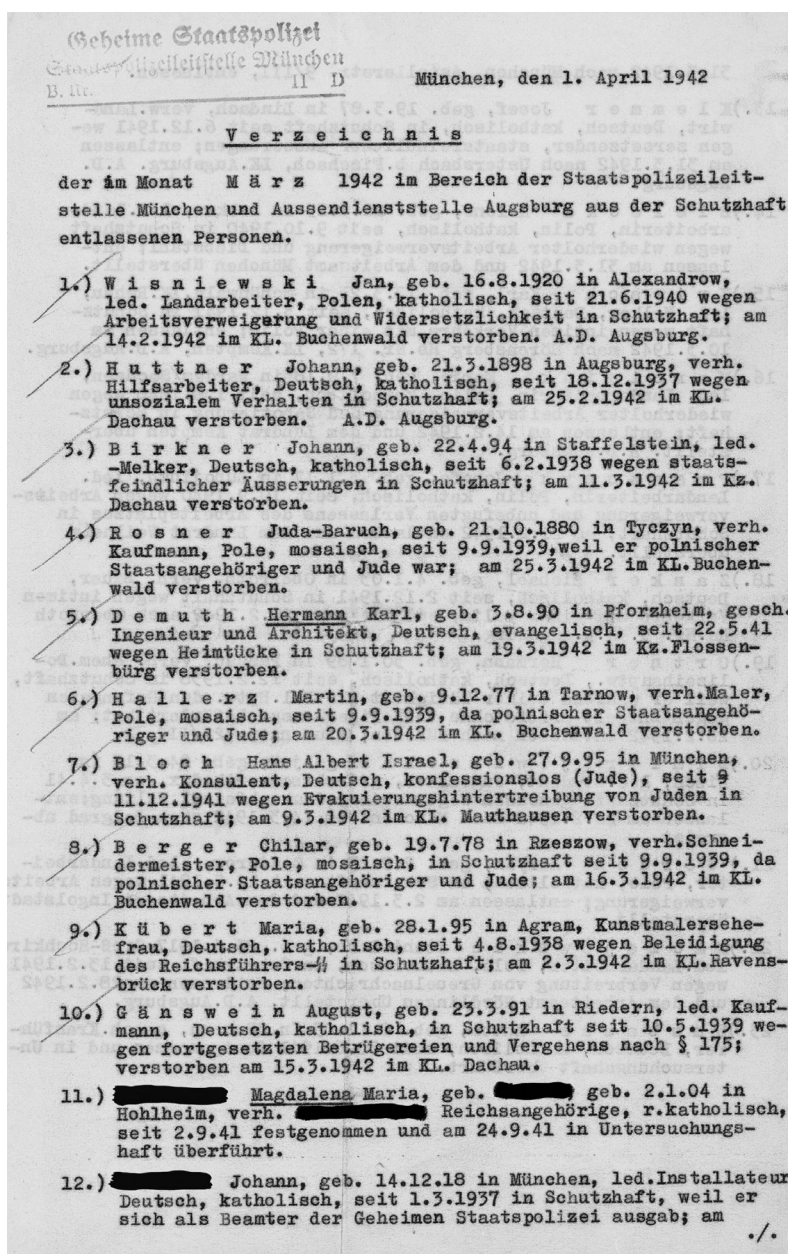 Geheime Staatspolizei
Staatspolizeileitstelle München
B. Nr. II D
München, den 1. April 1942
Verzeichnis
der im Monat März 1942 im Bereich der Staatspolizeileit-
stelle München und Aussendienststelle Augsburg aus der Schutzhaft
entlassenen Personen.
1.) Wisniewski Jan, geb. 16.8.1920 in Alexandrow,
led. Landarbeiter, Polen, katholisch, seit 21.6.1940 wegen
Arbeitsverweigerung und Widersetzlichkeit in Schutzhaft; am
14.2.1942 im KL. Buchenwald verstorben. A.D. Augsburg.
2.) Huttner Johann, geb. 21.3.1898 in Augsburg, verh.
Hilfsarbeiter, Deutsch, katholisch, seit 18.12.1937 wegen
unsozialem Verhalten in Schutzhaft; am 25.2.1942 im KL.
Dachau verstorben. A.D. Augsburg.
3.) Birkner Johann, geb. 22.4.94 in Staffelstein, led.
-Melker, Deutsch, katholisch, seit 6.2.1938 wegen staats-
feindlicher Äusserungen in Schutzhaft; am 11.3.1942 im Kz.
Dachau verstorben.
4.) Rosner Juda-Baruch, geb. 21.10.1880 in Tyczyn, verh.
Kaufmann, Pole, mosaisch, seit 9.9.1939,weil er polnischer
Staatsangehöriger und Jude war; am 25.3.1942 im KL.Buchen-
wald verstorben.
5.) Demuth Hermann Karl, geb. 3.8.90 in Pforzheim, gesch.
Ingenieur und Architekt, Deutsch, evangelisch, seit 22.5.41
wegen Heimtücke in Schutzhaft; am 19.3.1942 im Kz.Flossen-
bürg verstorben.
6.) Hallerz Martin, geb. 9.12.77 in Tarnow, verh.Maler,
Pole, mosaisch, seit 9.9.1939, da polnischer Staatsangehö-
riger und Jude; am 20.3.1942 im KL. Buchenwald verstorben.
7.) Bloch Hans Albert Israel, geb. 27.9.95 in München,
verh. Konsulent, Deutsch, konfessionslos (Jude), seit 9
11.12.1941 wegen Evakuierungshintertreibung von Juden in
Schutzhaft; am 9.3.1942 im KL. Mauthausen verstorben.
8.) Berger Chilar, geb. 19.7.78 in Rzeszow, verh.Schnei-
dermeister, Pole, mosaisch, in Schutzhaft seit 9.9.1939, da
polnischer Staatsangehöriger und Jude; am 16.3.1942 im KL.
Buchenwald verstorben.
9.) Kübert Maria, geb. 28.1.95 in Agram, Kunstmalersehe-
frau, Deutsch, katholisch, seit 4.8.1938 wegen Beleidigung
des Reichsführers-SS in Schutzhaft; am 2.3.1942 im KL.Ravens-
brück verstorben.
10.) Gänswein August, geb. 23.3.91 in Riedern, led. Kauf-
mann, Deutsch, katholisch, in Schutzhaft seit 10.5.1939 we-
gen fortgesetzten Betrügereien und Vergehens nach § 175;
verstorben am 15.3.1942 im KL. Dachau.
11.) Magdalena Maria, geb. geb. 2.1.04 in
Hohlheim, verh. Reichsangehörige, r.katholisch,
seit 2.9.41 festgenommen und am 24.9.41 in Untersuchungs-
haft überführt.
12.) Johann, geb. 14.12.18 in München, led.Installateur
Deutsch, katholisch, seit 1.3.1937 in Schutzhaft, weil er
sich als Beamter der Geheimen Staatspolizei ausgab; am
./.